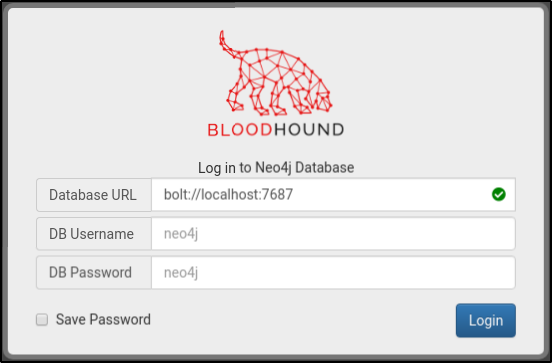 BLOODHOUND
Log in to Neo4j Database
Database URL bolt://localhost:7687
DB Username neo4j
DB Password neo4j
Save Password Login